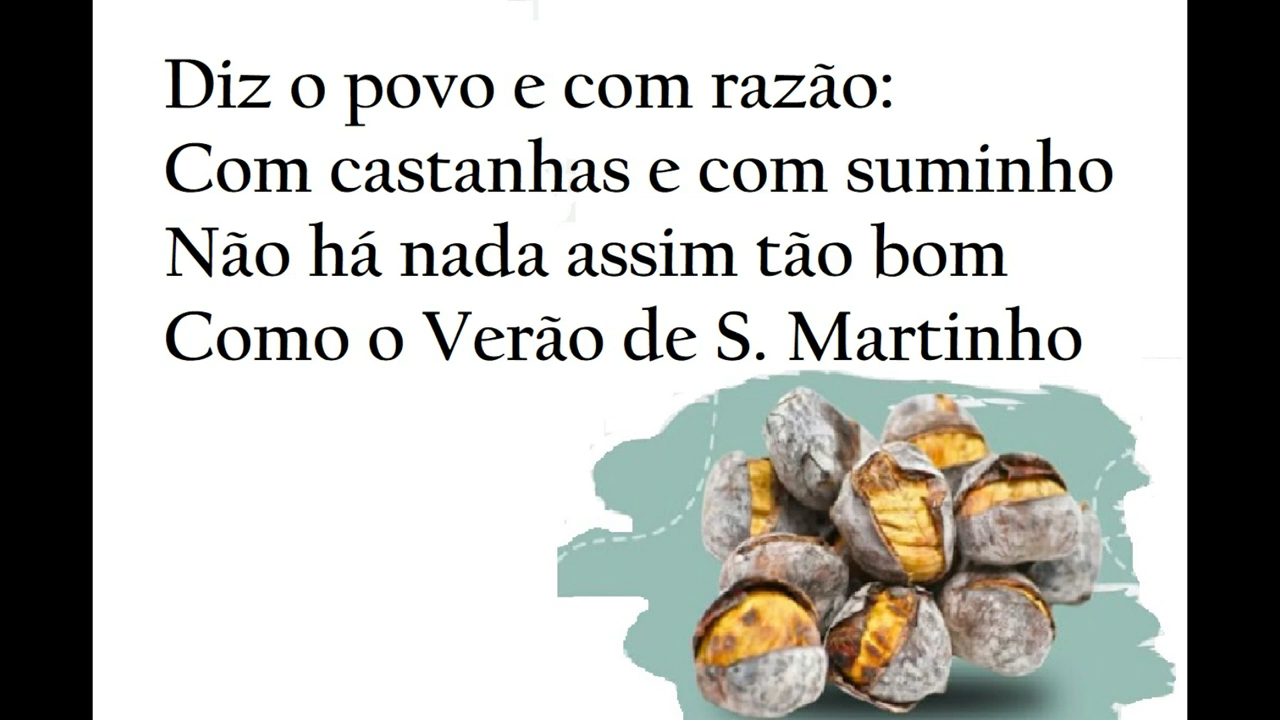 Diz o povo e com razão:
Com castanhas e com suminho
Não há nada assim tão bom
Como o Verão de S. Martinho